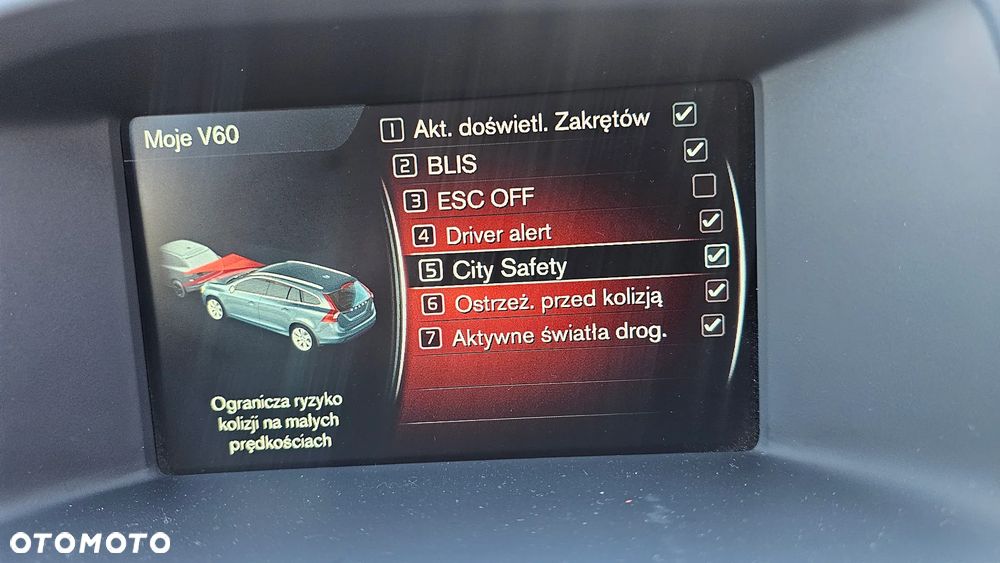 Moje V60
1 Akt. doświetl. Zakrętów
2 BLIS
3 ESC OFF
4 Driver alert
5 City Safety
6 Ostrzeż. przed kolizją
7 Aktywne światła drog.
Ogranicza ryzyko
kolizji na małych
prędkościach
OTOMOTO